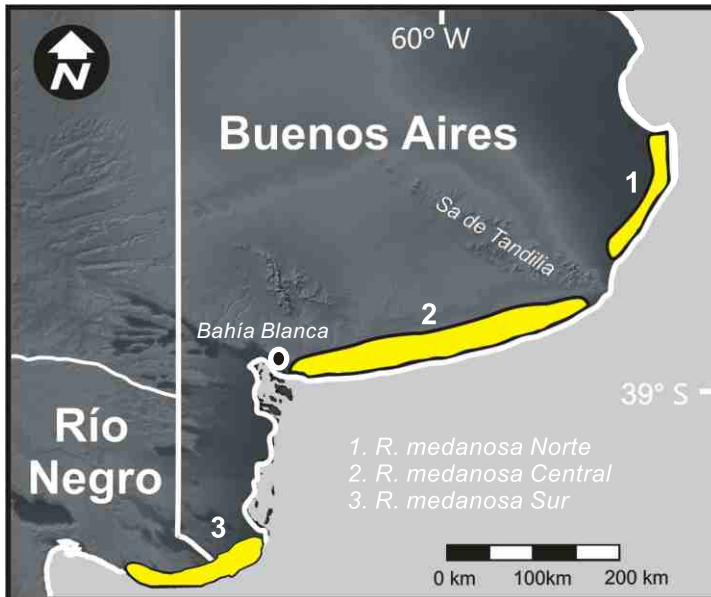 N
60º W
Buenos Aires
1
Sa de Tandilia
2
Bahía Blanca
39° S
Río
Negro
1. R. medanosa Norte
2. R. medanosa Central
3. R. medanosa Sur
3
0 km 100km 200 km